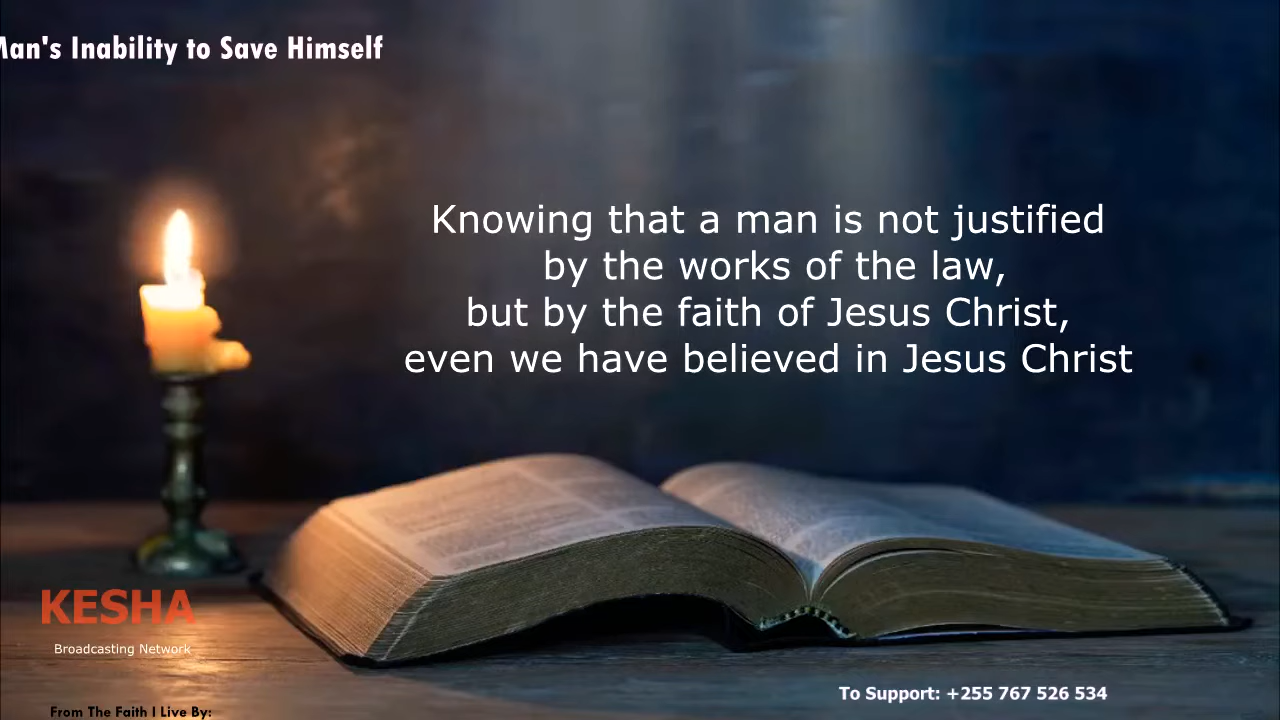 Man's Inability to Save Himself
Knowing that a man is not justified
by the works of the law,
but by the faith of Jesus Christ,
even we have believed in Jesus Christ
KESHA
Broadcasting Network
To Support: +255 767 526 534
From The Faith I Live By: